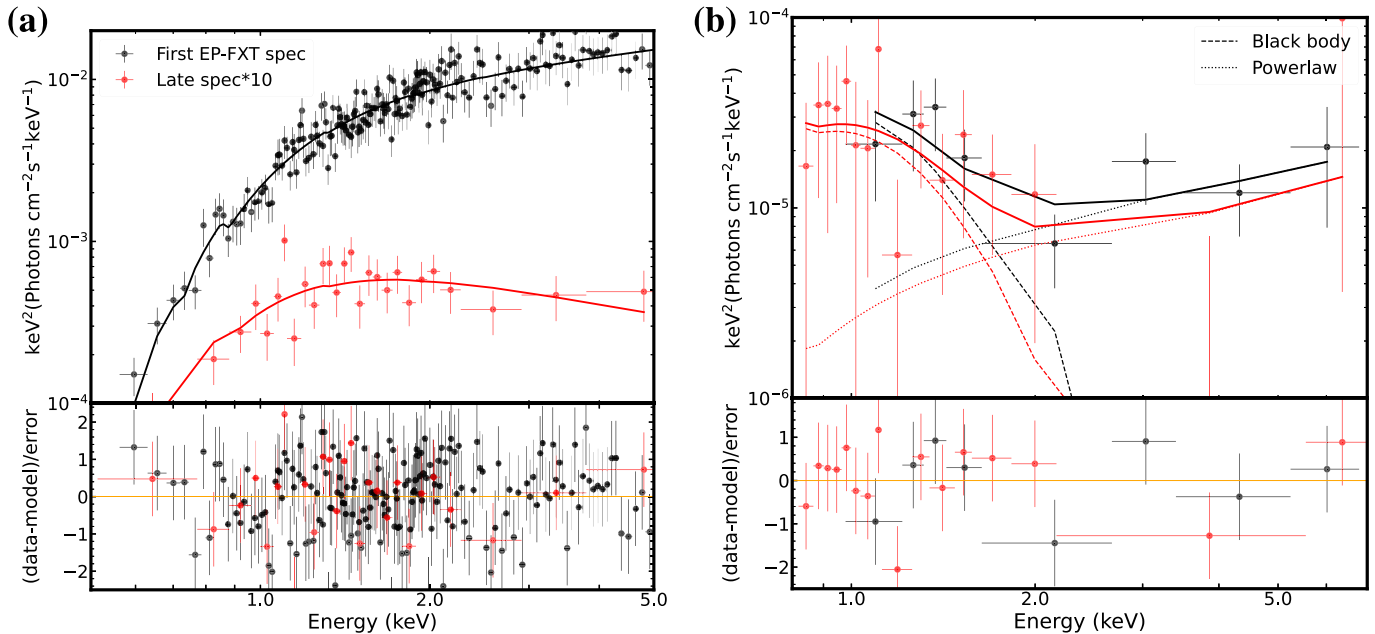 (a)
First EP-FXT spec
Late spec*10
keV²(Photons cm⁻²s⁻¹keV⁻¹)
10⁻²
10⁻³
10⁻⁴
(data-model)/error
2
1
0
−1
−2
1.0 2.0 5.0
Energy (keV)
(b)
Black body
Powerlaw
keV²(Photons cm⁻²s⁻¹keV⁻¹)
10⁻⁴
10⁻⁵
10⁻⁶
(data-model)/error
1
0
−1
−2
1.0 2.0 5.0
Energy (keV)